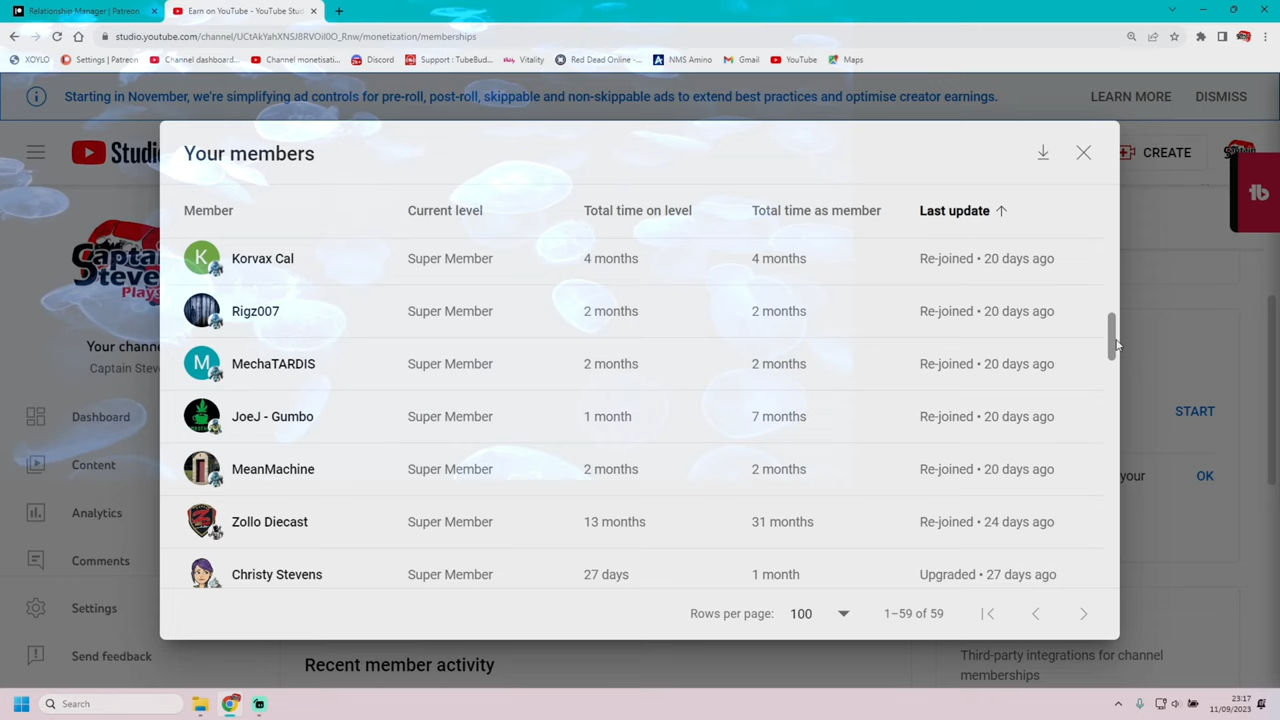 Relationship Manager | Patreon
Earn on YouTube - YouTube Stud
studio.youtube.com/channel/UCtAkYahXNSJ8RVOiI0O_Rnw/monetization/memberships
XOYLO Settings | Patreon Channel dashboard... Channel monetisati... Discord Support : TubeBud... Vitality Red Dead Online -... NMS Amino Gmail YouTube Maps
Starting in November, we're simplifying ad controls for pre-roll, post-roll, skippable and non-skippable ads to extend best practices and optimise creator earnings. LEARN MORE DISMISS
Studio
CREATE
Your members
Member Current level Total time on level Total time as member Last update
K Korvax Cal Super Member 4 months 4 months Re-joined • 20 days ago
Rigz007 Super Member 2 months 2 months Re-joined • 20 days ago
M MechaTARDIS Super Member 2 months 2 months Re-joined • 20 days ago
JoeJ - Gumbo Super Member 1 month 7 months Re-joined • 20 days ago
MeanMachine Super Member 2 months 2 months Re-joined • 20 days ago
Zollo Diecast Super Member 13 months 31 months Re-joined • 24 days ago
Christy Stevens Super Member 27 days 1 month Upgraded • 27 days ago
Rows per page: 100 1–59 of 59
Captain
Steve
Plays
Your chann
Captain Steve
Dashboard
Content
Analytics
Comments
Settings
Send feedback
START
your OK
Recent member activity
Third-party integrations for channel
memberships
Search
23:17
11/09/2023